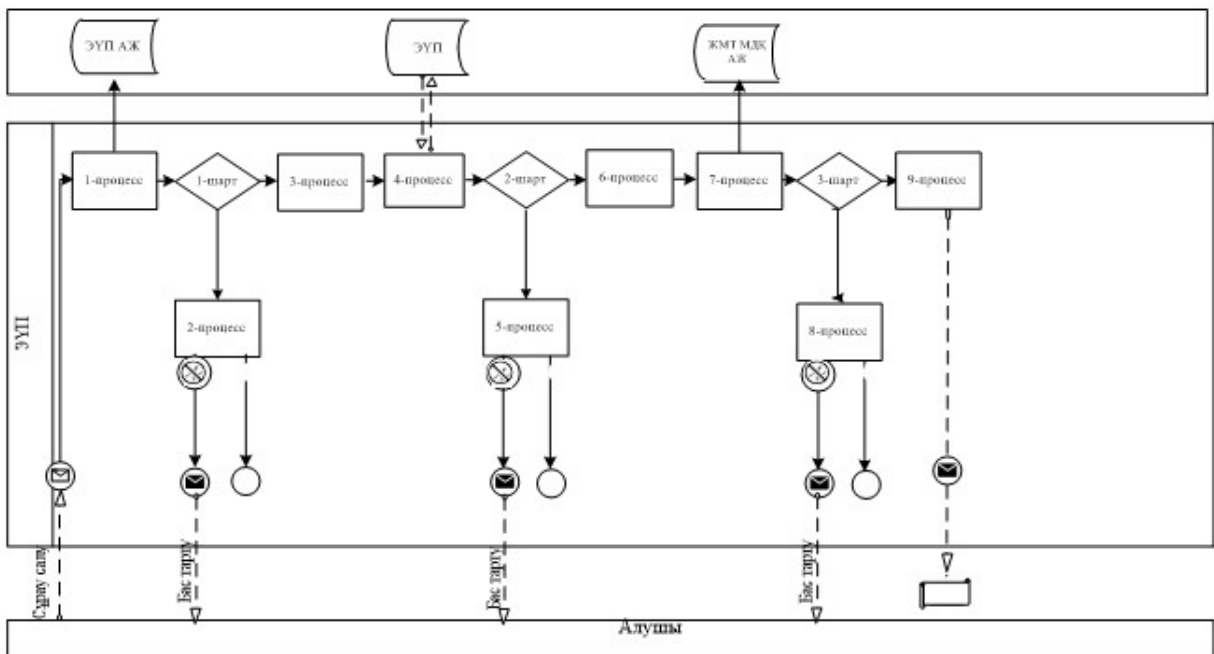 ЭҮП АЖ
ЭҮП
ЖМТ МДҚ
АЖ
1-процесс
1-шарт
3-процесс
4-процесс
2-шарт
6-процесс
7-процесс
3-шарт
9-процесс
2-процесс
5-процесс
8-процесс
ЭҮП
Сұрау салу
Бас тарту
Бас тарту
Бас тарту
Алушы